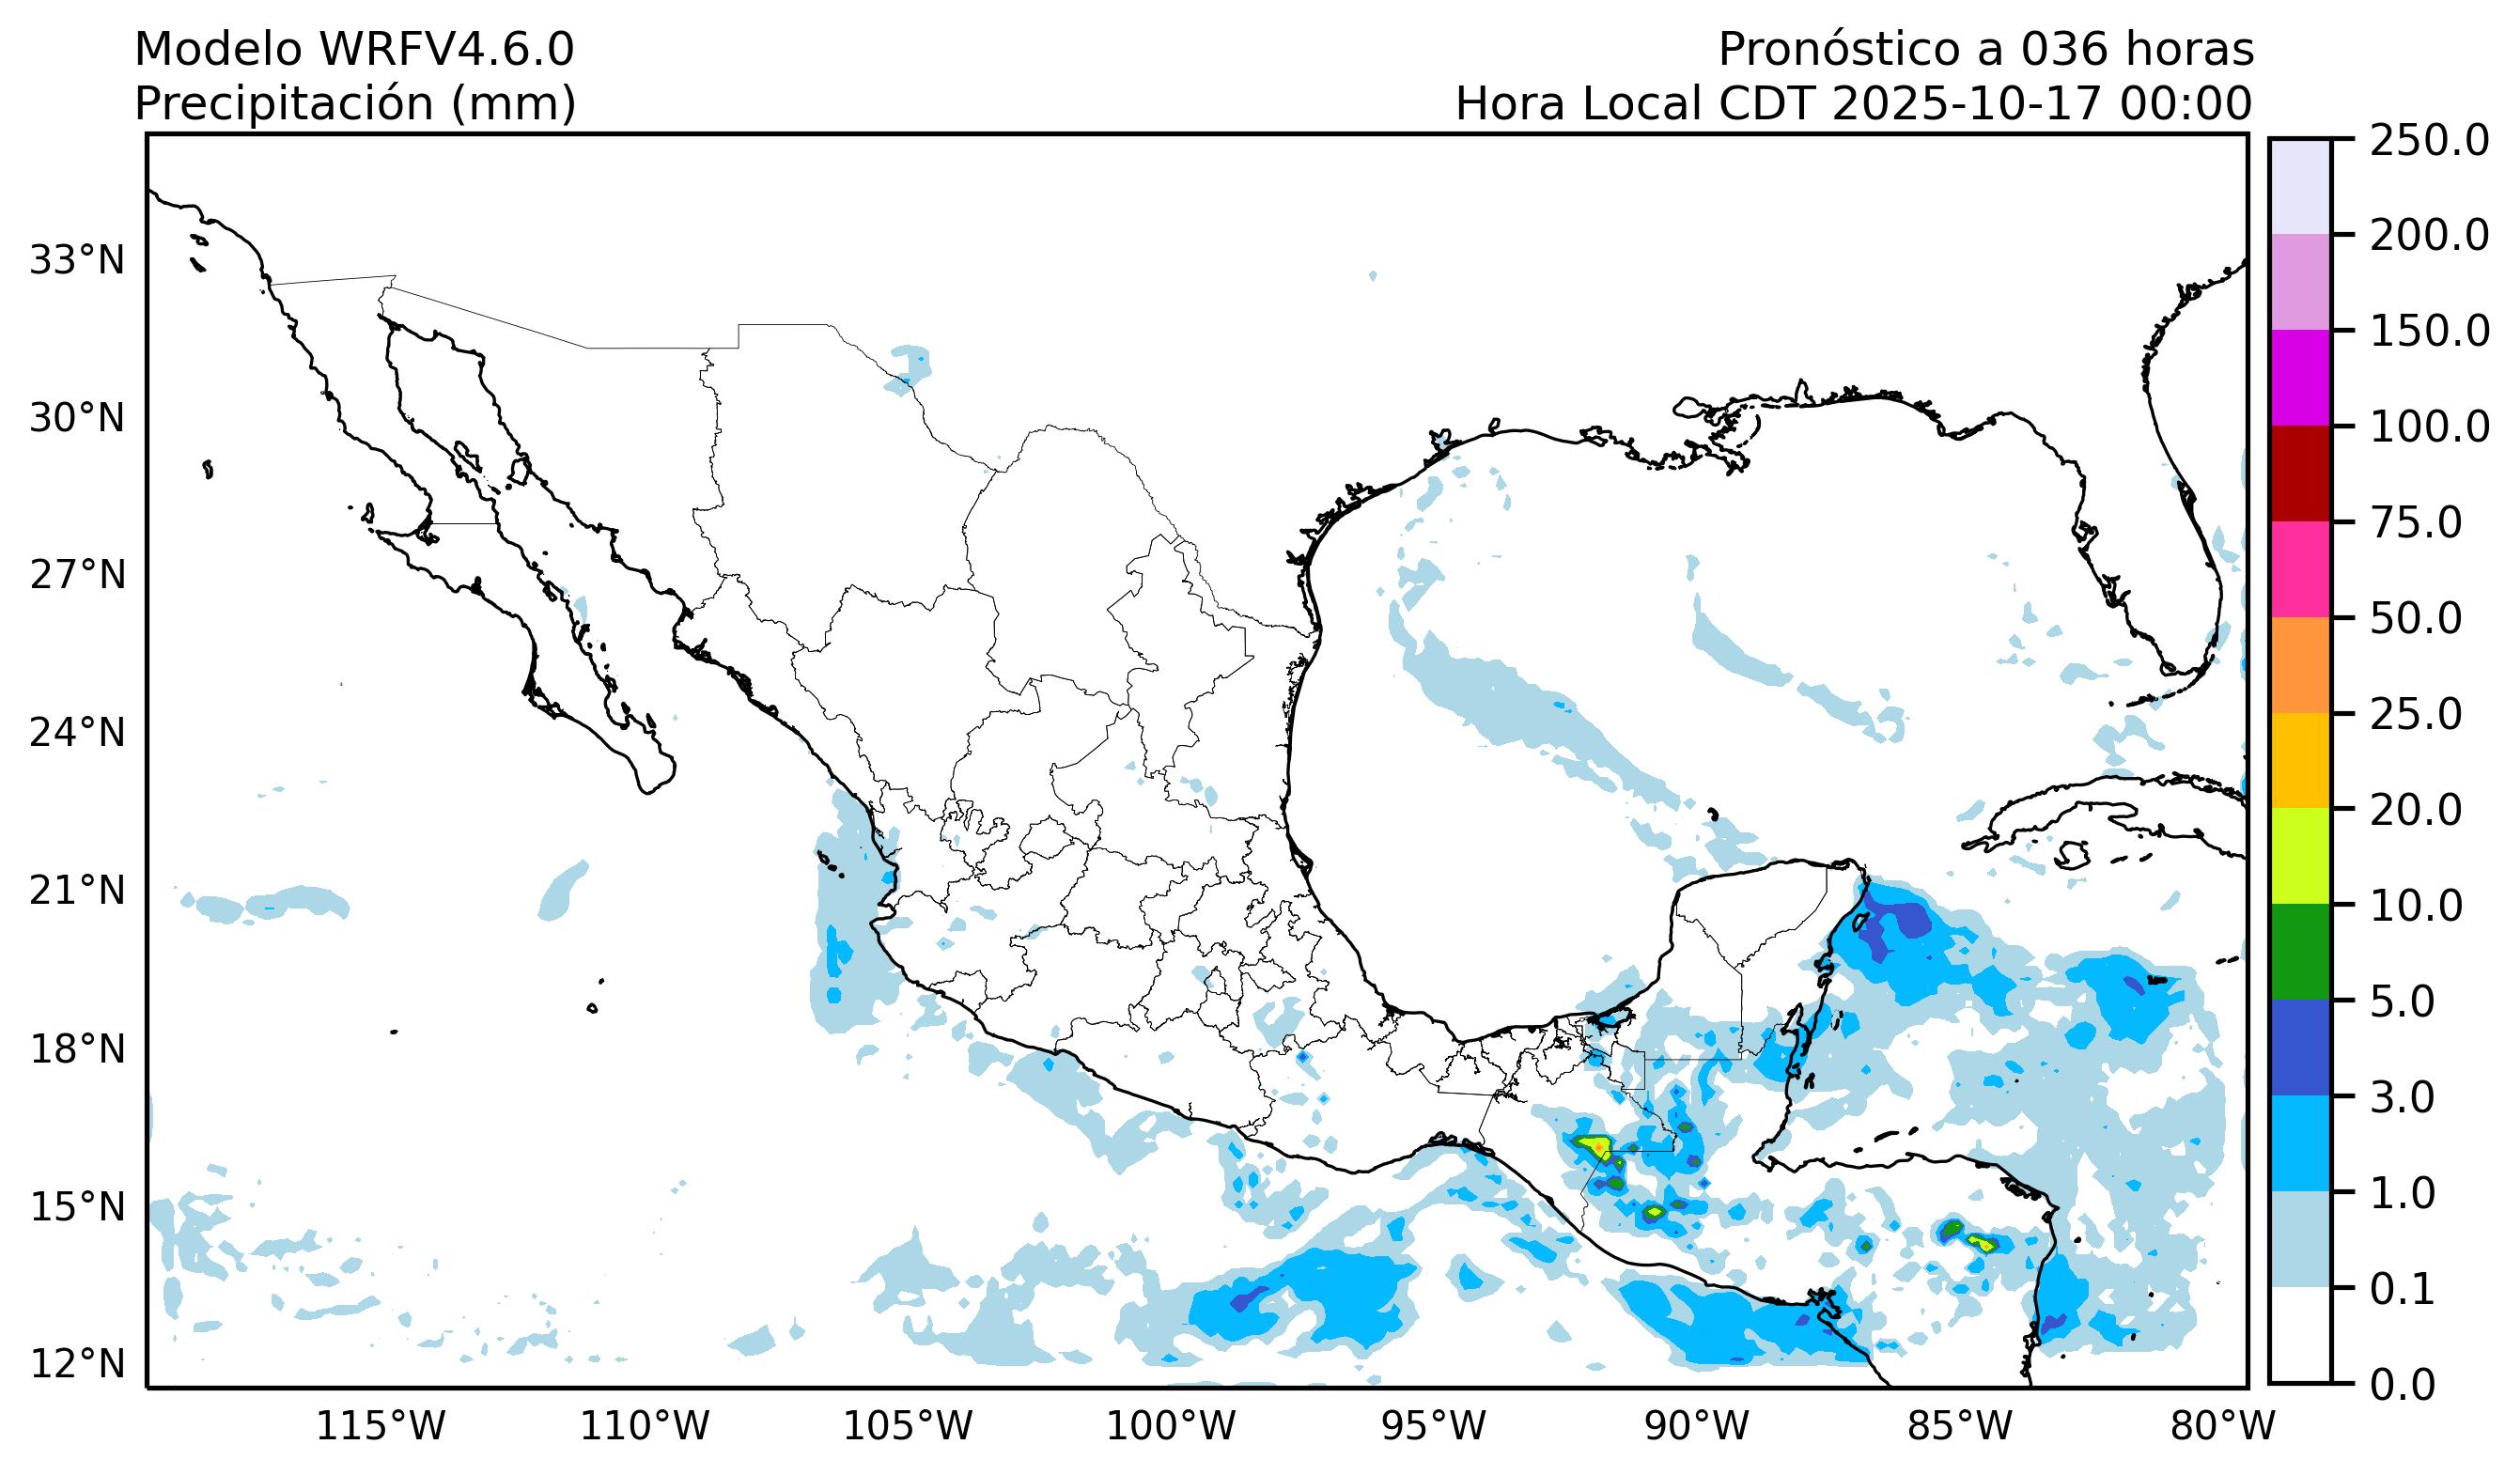 Modelo WRFV4.6.0
Precipitación (mm)
Pronóstico a 036 horas
Hora Local CDT 2025-10-17 00:00
33°N
30°N
27°N
24°N
21°N
18°N
15°N
12°N
115°W
110°W
105°W
100°W
95°W
90°W
85°W
80°W
250.0
200.0
150.0
100.0
75.0
50.0
25.0
20.0
10.0
5.0
3.0
1.0
0.1
0.0